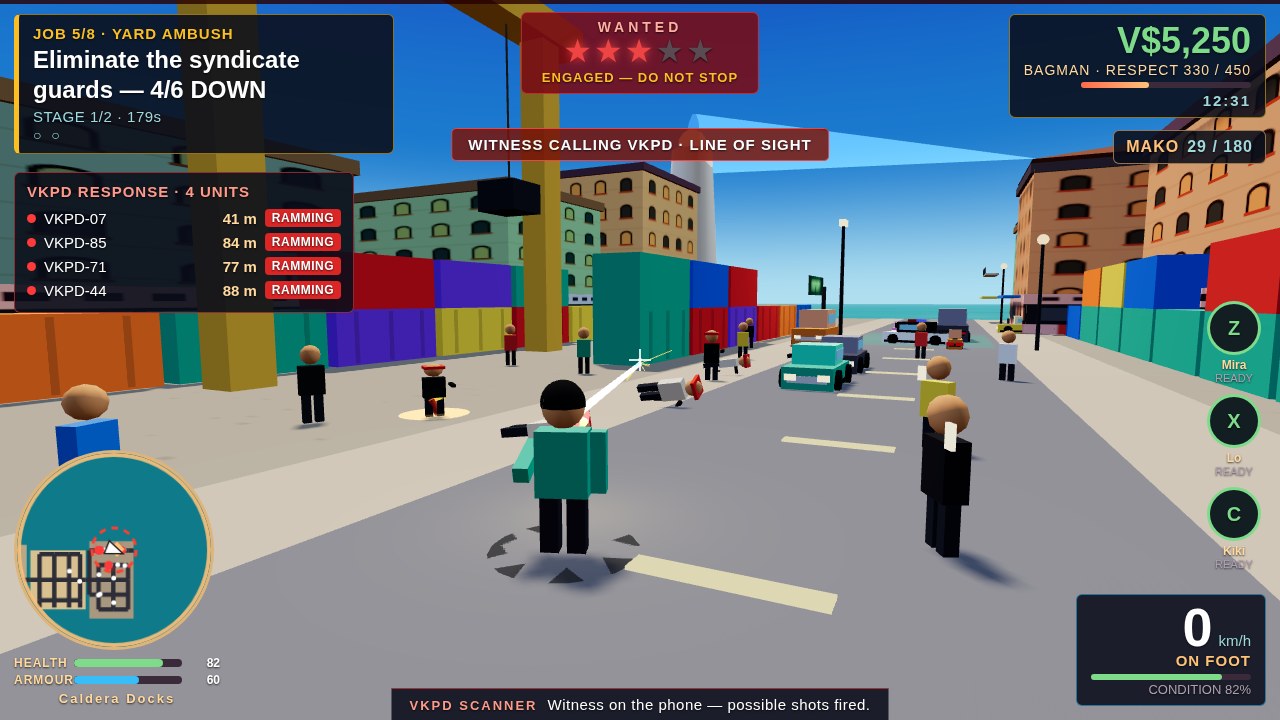 JOB 5/8 · YARD AMBUSH
Eliminate the syndicate
guards — 4/6 DOWN
STAGE 1/2 · 179s
WANTED
ENGAGED — DO NOT STOP
WITNESS CALLING VKPD · LINE OF SIGHT
V$5,250
BAGMAN · RESPECT 330 / 450
12:31
MAKO 29 / 180
VKPD RESPONSE · 4 UNITS
VKPD-07 41 m RAMMING
VKPD-85 84 m RAMMING
VKPD-71 77 m RAMMING
VKPD-44 88 m RAMMING
Z
Mira
READY
X
Lo
READY
C
Kiki
READY
HEALTH 82
ARMOUR 60
Caldera Docks
0 km/h
ON FOOT
CONDITION 82%
VKPD SCANNER Witness on the phone — possible shots fired.